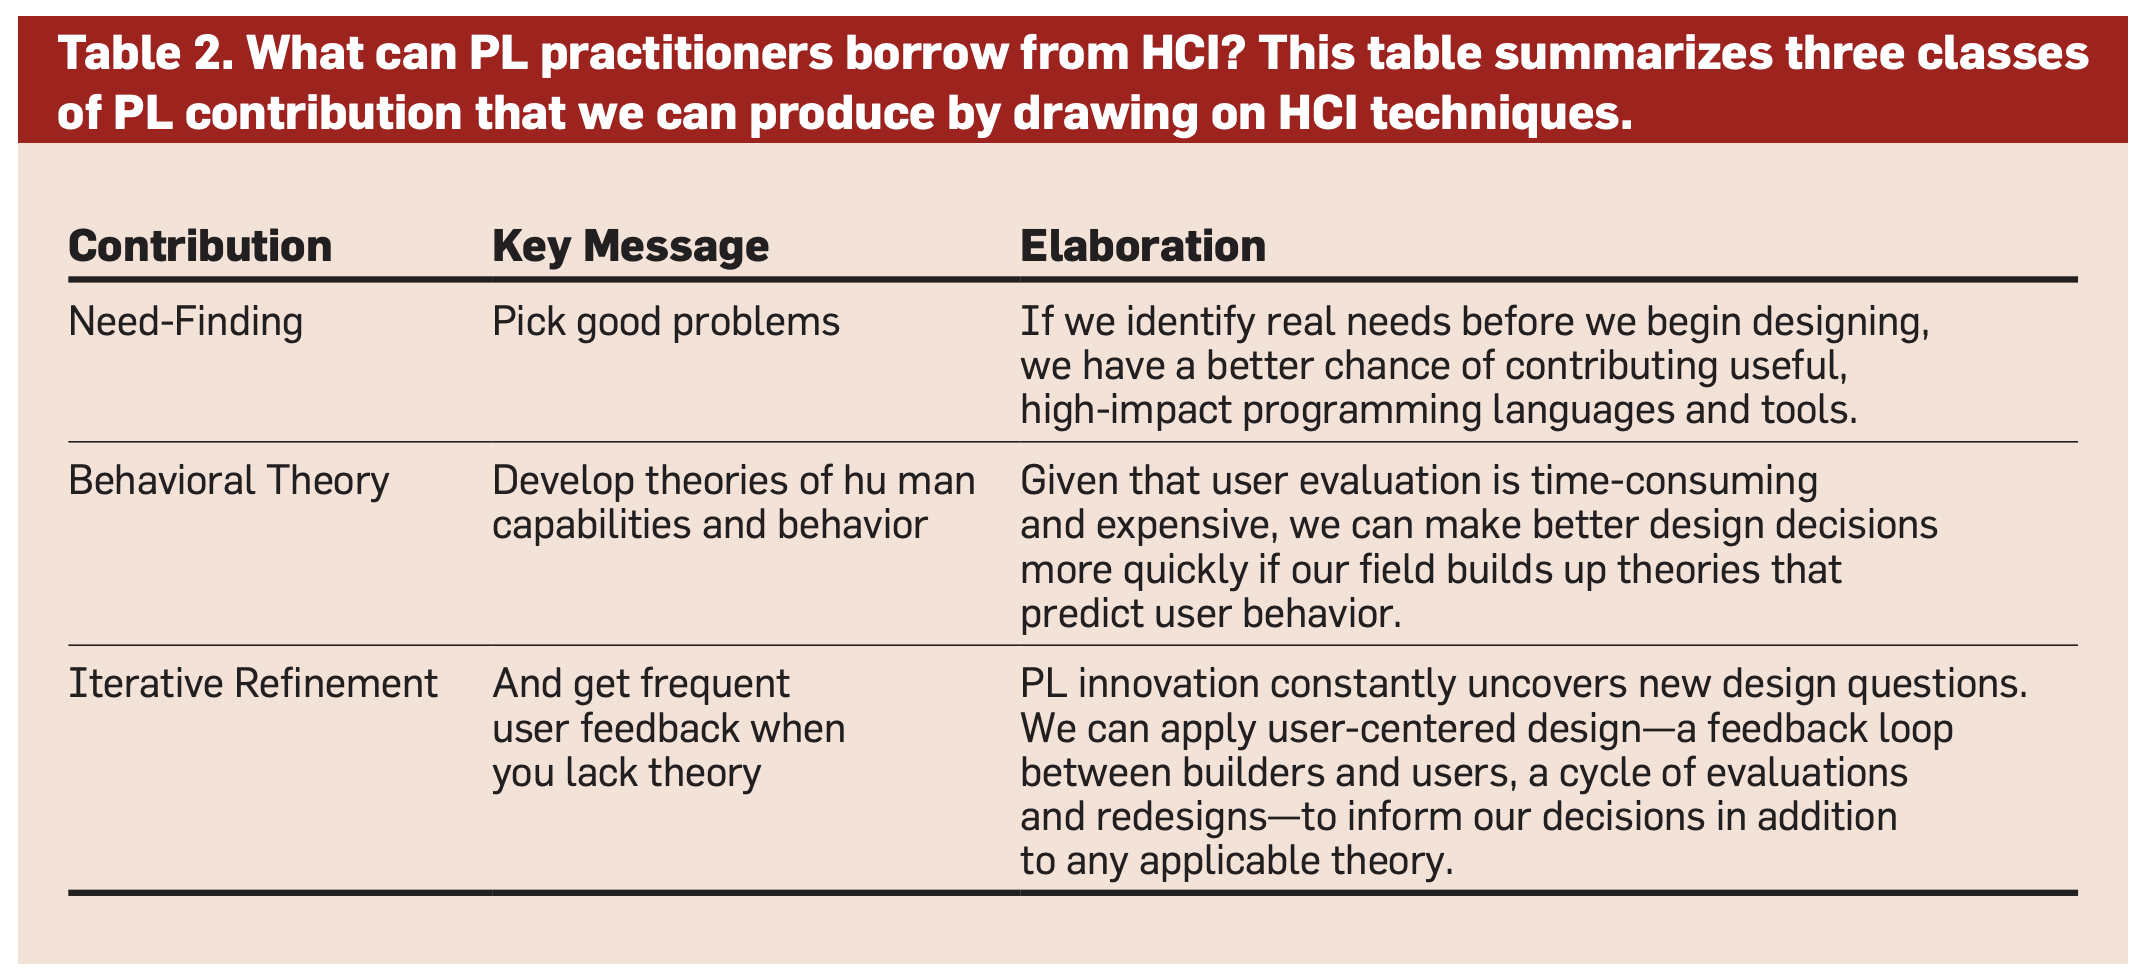 Table 2. What can PL practitioners borrow from HCI? This table summarizes three classes
of PL contribution that we can produce by drawing on HCI techniques.
Contribution Key Message Elaboration
Need-Finding Pick good problems If we identify real needs before we begin designing,
we have a better chance of contributing useful,
high-impact programming languages and tools.
Behavioral Theory Develop theories of hu man Given that user evaluation is time-consuming
capabilities and behavior and expensive, we can make better design decisions
more quickly if our field builds up theories that
predict user behavior.
Iterative Refinement And get frequent PL innovation constantly uncovers new design questions.
user feedback when We can apply user-centered design—a feedback loop
you lack theory between builders and users, a cycle of evaluations
and redesigns—to inform our decisions in addition
to any applicable theory.